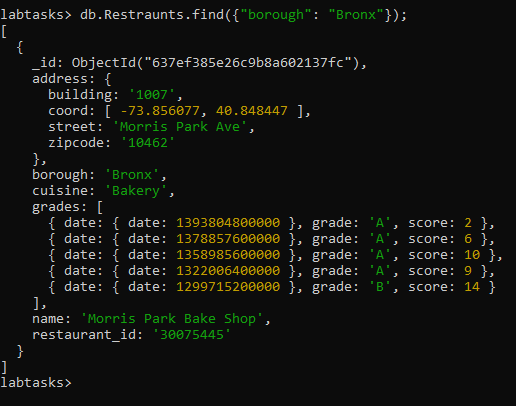 labtasks> db.Restraunts.find({"borough": "Bronx"});
[
  {
    _id: ObjectId("637ef385e26c9b8a602137fc"),
    address: {
      building: '1007',
      coord: [ -73.856077, 40.848447 ],
      street: 'Morris Park Ave',
      zipcode: '10462'
    },
    borough: 'Bronx',
    cuisine: 'Bakery',
    grades: [
      { date: { date: 1393804800000 }, grade: 'A', score: 2 },
      { date: { date: 1378857600000 }, grade: 'A', score: 6 },
      { date: { date: 1358985600000 }, grade: 'A', score: 10 },
      { date: { date: 1322006400000 }, grade: 'A', score: 9 },
      { date: { date: 1299715200000 }, grade: 'B', score: 14 }
    ],
    name: 'Morris Park Bake Shop',
    restaurant_id: '30075445'
  }
]
labtasks>